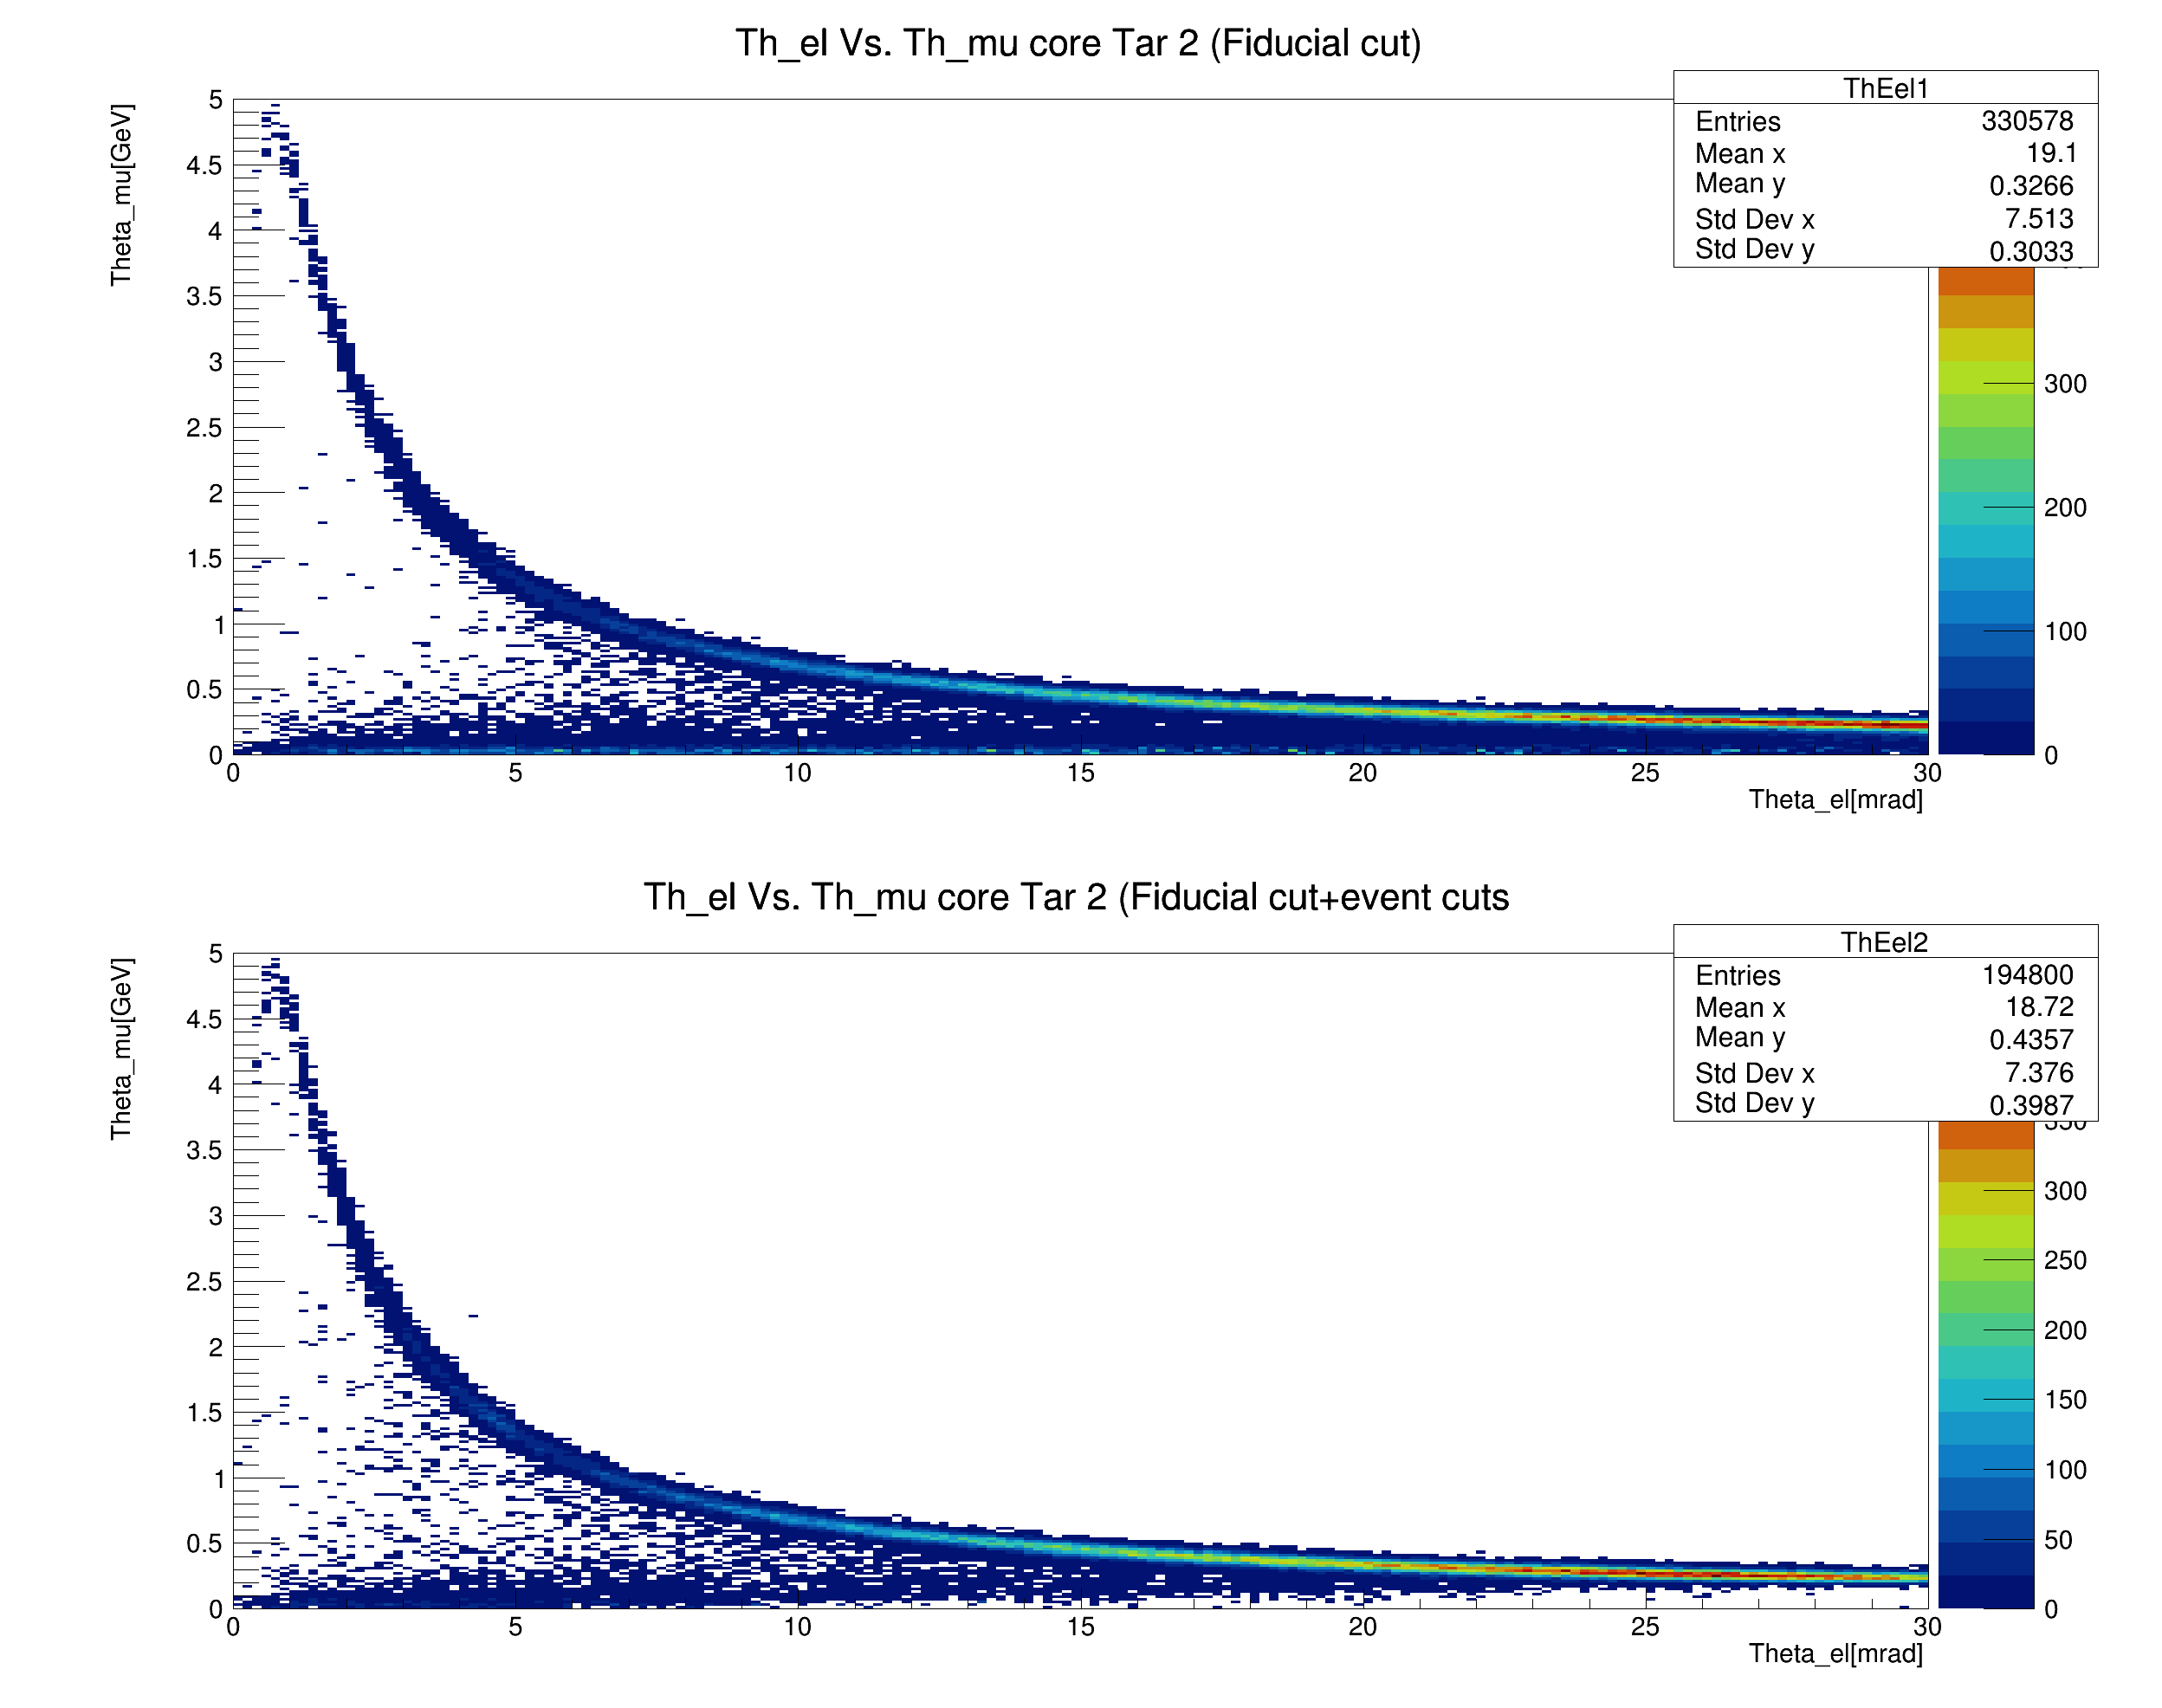 Th_el Vs. Th_mu core Tar 2 (Fiducial cut)
ThEel1
Entries 330578
Mean x 19.1
Mean y 0.3266
Std Dev x 7.513
Std Dev y 0.3033
Theta_mu[GeV]
5
4.5
4
3.5
3
2.5
2
1.5
1
0.5
0
0 5 10 15 20 25 30
Theta_el[mrad]
300
200
100
0
Th_el Vs. Th_mu core Tar 2 (Fiducial cut+event cuts
ThEel2
Entries 194800
Mean x 18.72
Mean y 0.4357
Std Dev x 7.376
Std Dev y 0.3987
Theta_mu[GeV]
5
4.5
4
3.5
3
2.5
2
1.5
1
0.5
0
0 5 10 15 20 25 30
Theta_el[mrad]
350
300
250
200
150
100
50
0